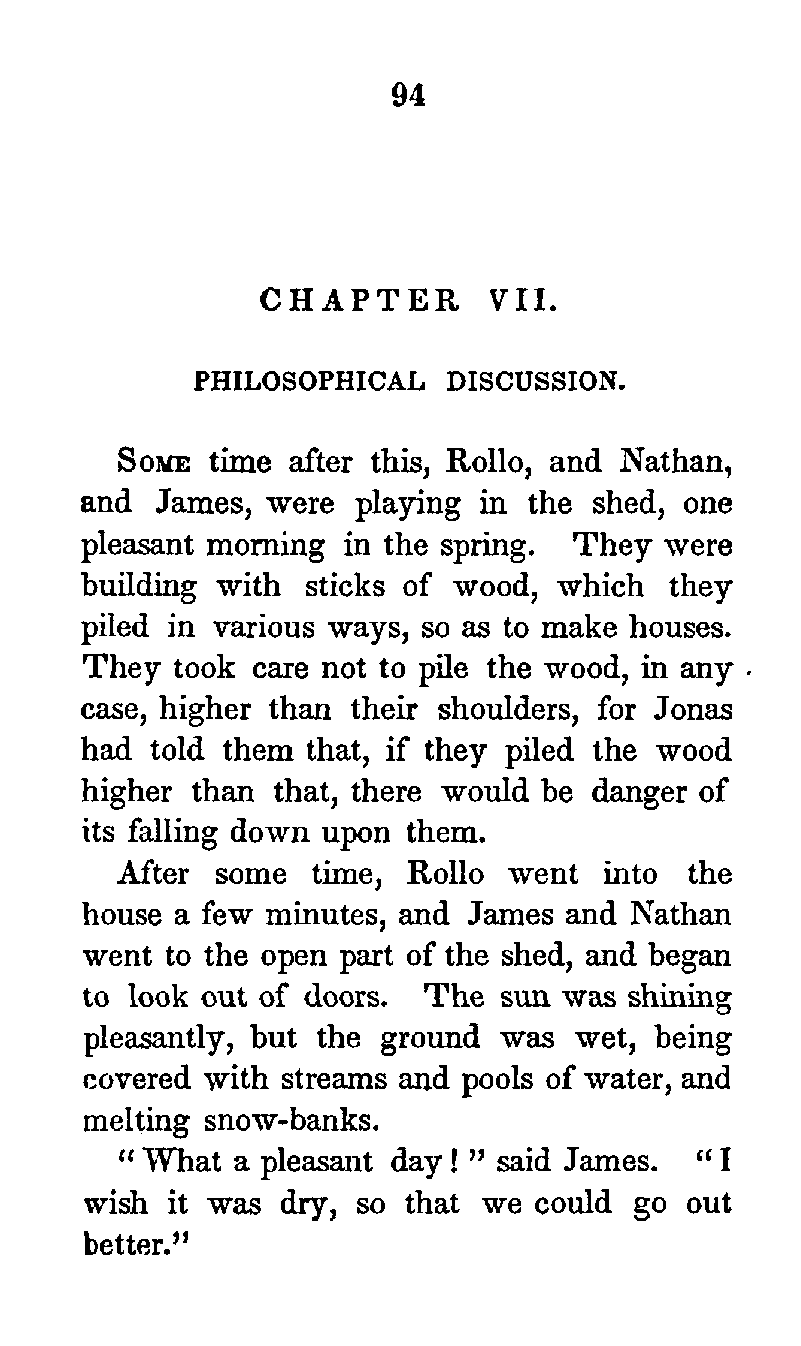 94
CHAPTER VII.
PHILOSOPHICAL DISCUSSION.
SOME time after this, Rollo, and Nathan,
and James, were playing in the shed, one
pleasant morning in the spring. They were
building with sticks of wood, which they
piled in various ways, so as to make houses.
They took care not to pile the wood, in any
case, higher than their shoulders, for Jonas
had told them that, if they piled the wood
higher than that, there would be danger of
its falling down upon them.
After some time, Rollo went into the
house a few minutes, and James and Nathan
went to the open part of the shed, and began
to look out of doors. The sun was shining
pleasantly, but the ground was wet, being
covered with streams and pools of water, and
melting snow-banks.
“What a pleasant day!” said James. “I
wish it was dry, so that we could go out
better.”